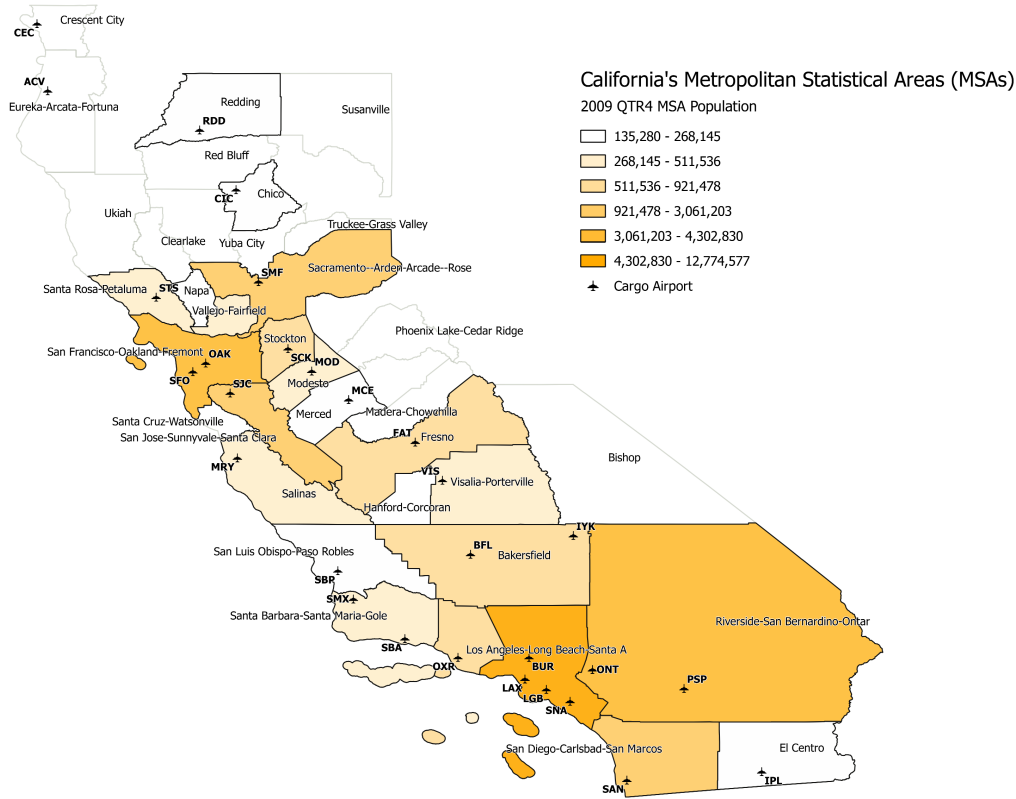 Crescent City
CEC
California's Metropolitan Statistical Areas (MSAs)
ACV
Eureka-Arcata-Fortuna
2009 QTR4 MSA Population
Redding
Susanville
RDD
135,280 - 268,145
268,145 - 511,536
511,536 - 921,478
921,478 - 3,061,203
3,061,203 - 4,302,830
4,302,830 - 12,774,577
Cargo Airport
Red Bluff
CIC
Chico
Ukiah
Truckee-Grass Valley
Clearlake
Yuba City
SMF
Sacramento--Arden-Arcade--Rose
Santa Rosa-Petaluma
STS
Napa
Vallejo-Fairfield
Phoenix Lake-Cedar Ridge
Stockton
San Francisco-Oakland-Fremont
OAK
SCK
MOD
SFO
SJC
Modesto
MCE
Merced
Madera-Chowchilla
Santa Cruz-Watsonville
San Jose-Sunnyvale-Santa Clara
FAT
Fresno
Bishop
MRY
VIS
Visalia-Porterville
Salinas
Hanford-Corcoran
IYK
San Luis Obispo-Paso Robles
BFL
Bakersfield
SBP
SMX
Santa Barbara-Santa Maria-Gole
Riverside-San Bernardino-Ontar
SBA
Los Angeles-Long Beach-Santa A
OXR
BUR
ONT
PSP
LAX
LGB
SNA
San Diego-Carlsbad-San Marcos
El Centro
SAN
IPL